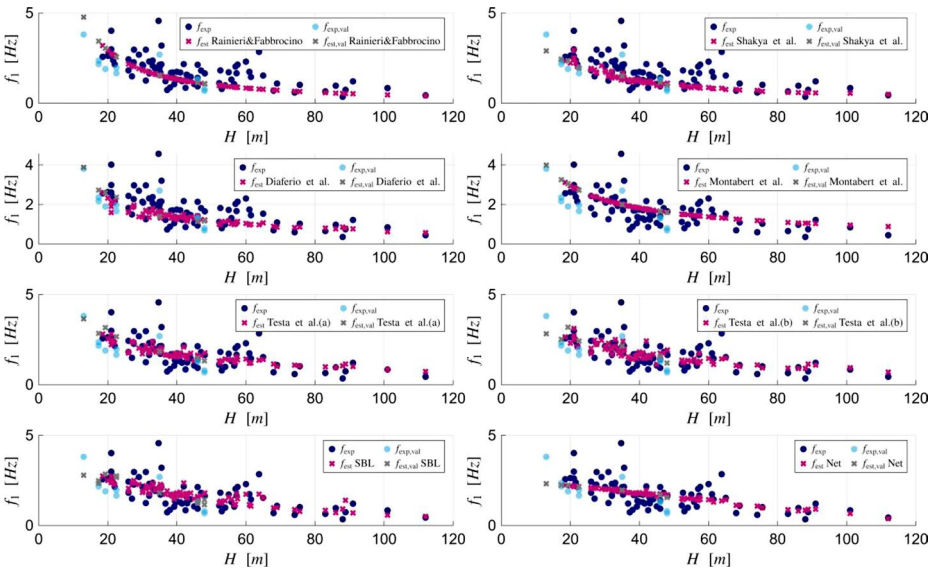 5
0
f1 [Hz]
fexp fexp,val
fest Rainieri&Fabbrocino fest,val Rainieri&Fabbrocino
0 20 40 60 80 100 120
H [m]
5
0
f1 [Hz]
fexp fexp,val
fest Shakya et al. fest,val Shakya et al.
0 20 40 60 80 100 120
H [m]
4
2
0
f1 [Hz]
fexp fexp,val
fest Diaferio et al. fest,val Diaferio et al.
0 20 40 60 80 100 120
H [m]
4
2
0
f1 [Hz]
fexp fexp,val
fest Montabert et al. fest,val Montabert et al.
0 20 40 60 80 100 120
H [m]
5
0
f1 [Hz]
fexp fexp,val
fest Testa et al.(a) fest,val Testa et al.(a)
0 20 40 60 80 100 120
H [m]
5
0
f1 [Hz]
fexp fexp,val
fest Testa et al.(b) fest,val Testa et al.(b)
0 20 40 60 80 100 120
H [m]
5
0
f1 [Hz]
fexp fexp,val
fest SBL fest,val SBL
0 20 40 60 80 100 120
H [m]
5
0
f1 [Hz]
fexp fexp,val
fest Net fest,val Net
0 20 40 60 80 100 120
H [m]